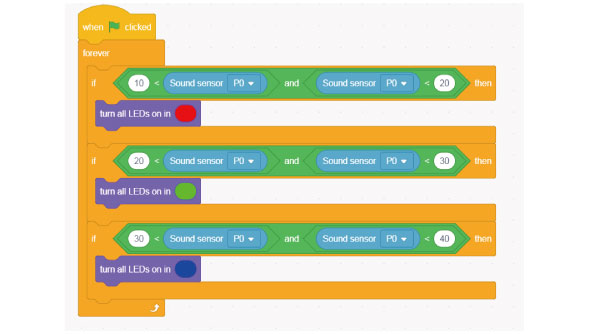 when clicked
forever
if 10 < Sound sensor P0 and Sound sensor P0 < 20 then
turn all LEDs on in
if 20 < Sound sensor P0 and Sound sensor P0 < 30 then
turn all LEDs on in
if 30 < Sound sensor P0 and Sound sensor P0 < 40 then
turn all LEDs on in